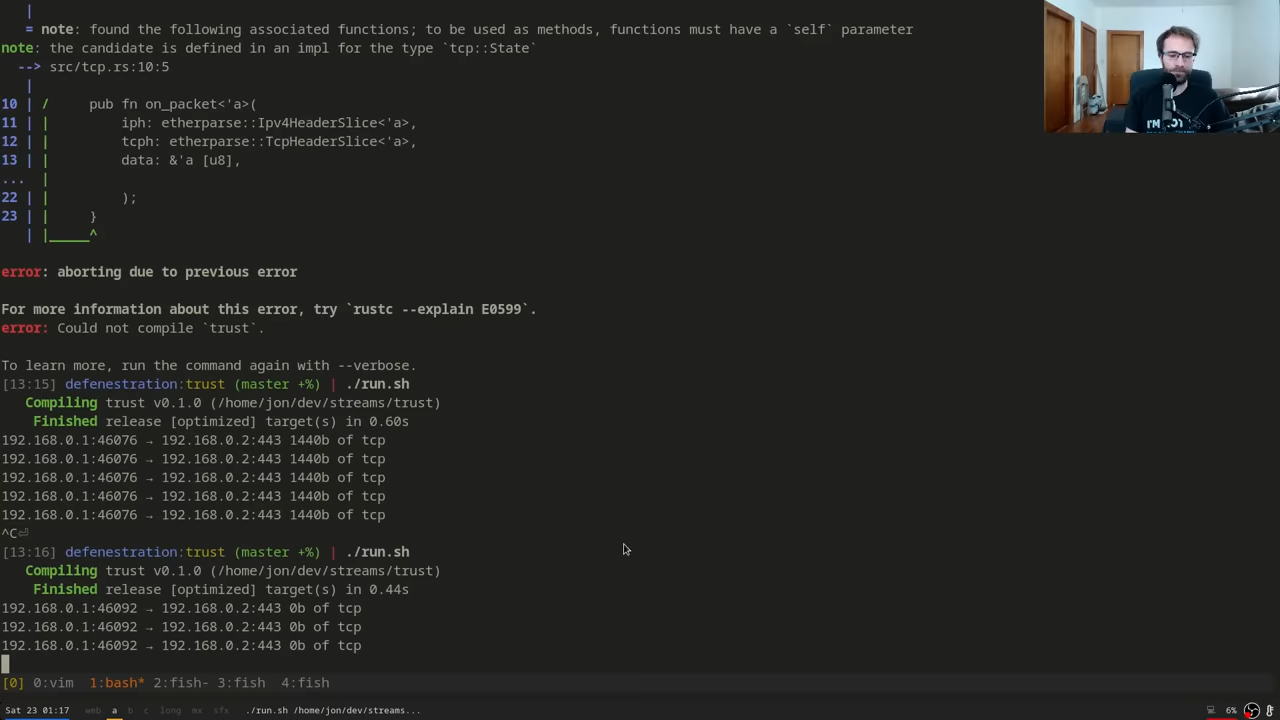 |
= note: found the following associated functions; to be used as methods, functions must have a `self` parameter
note: the candidate is defined in an impl for the type `tcp::State`
--> src/tcp.rs:10:5
|
10 | /     pub fn on_packet<'a>(
11 | |         iph: etherparse::Ipv4HeaderSlice<'a>,
12 | |         tcph: etherparse::TcpHeaderSlice<'a>,
13 | |         data: &'a [u8],
... |
22 | |         );
23 | |     }
| |_____^
error: aborting due to previous error
For more information about this error, try `rustc --explain E0599`.
error: Could not compile `trust`.
To learn more, run the command again with --verbose.
[13:15] defenestration:trust (master +%) | ./run.sh
Compiling trust v0.1.0 (/home/jon/dev/streams/trust)
Finished release [optimized] target(s) in 0.60s
192.168.0.1:46076 → 192.168.0.2:443 1440b of tcp
192.168.0.1:46076 → 192.168.0.2:443 1440b of tcp
192.168.0.1:46076 → 192.168.0.2:443 1440b of tcp
192.168.0.1:46076 → 192.168.0.2:443 1440b of tcp
192.168.0.1:46076 → 192.168.0.2:443 1440b of tcp
^C⏎
[13:16] defenestration:trust (master +%) | ./run.sh
Compiling trust v0.1.0 (/home/jon/dev/streams/trust)
Finished release [optimized] target(s) in 0.44s
192.168.0.1:46092 → 192.168.0.2:443 0b of tcp
192.168.0.1:46092 → 192.168.0.2:443 0b of tcp
192.168.0.1:46092 → 192.168.0.2:443 0b of tcp
[0] 0:vim 1:bash* 2:fish- 3:fish 4:fish
Sat 23 01:17 web a b c long mx sfx ./run.sh /home/jon/dev/streams... 6%